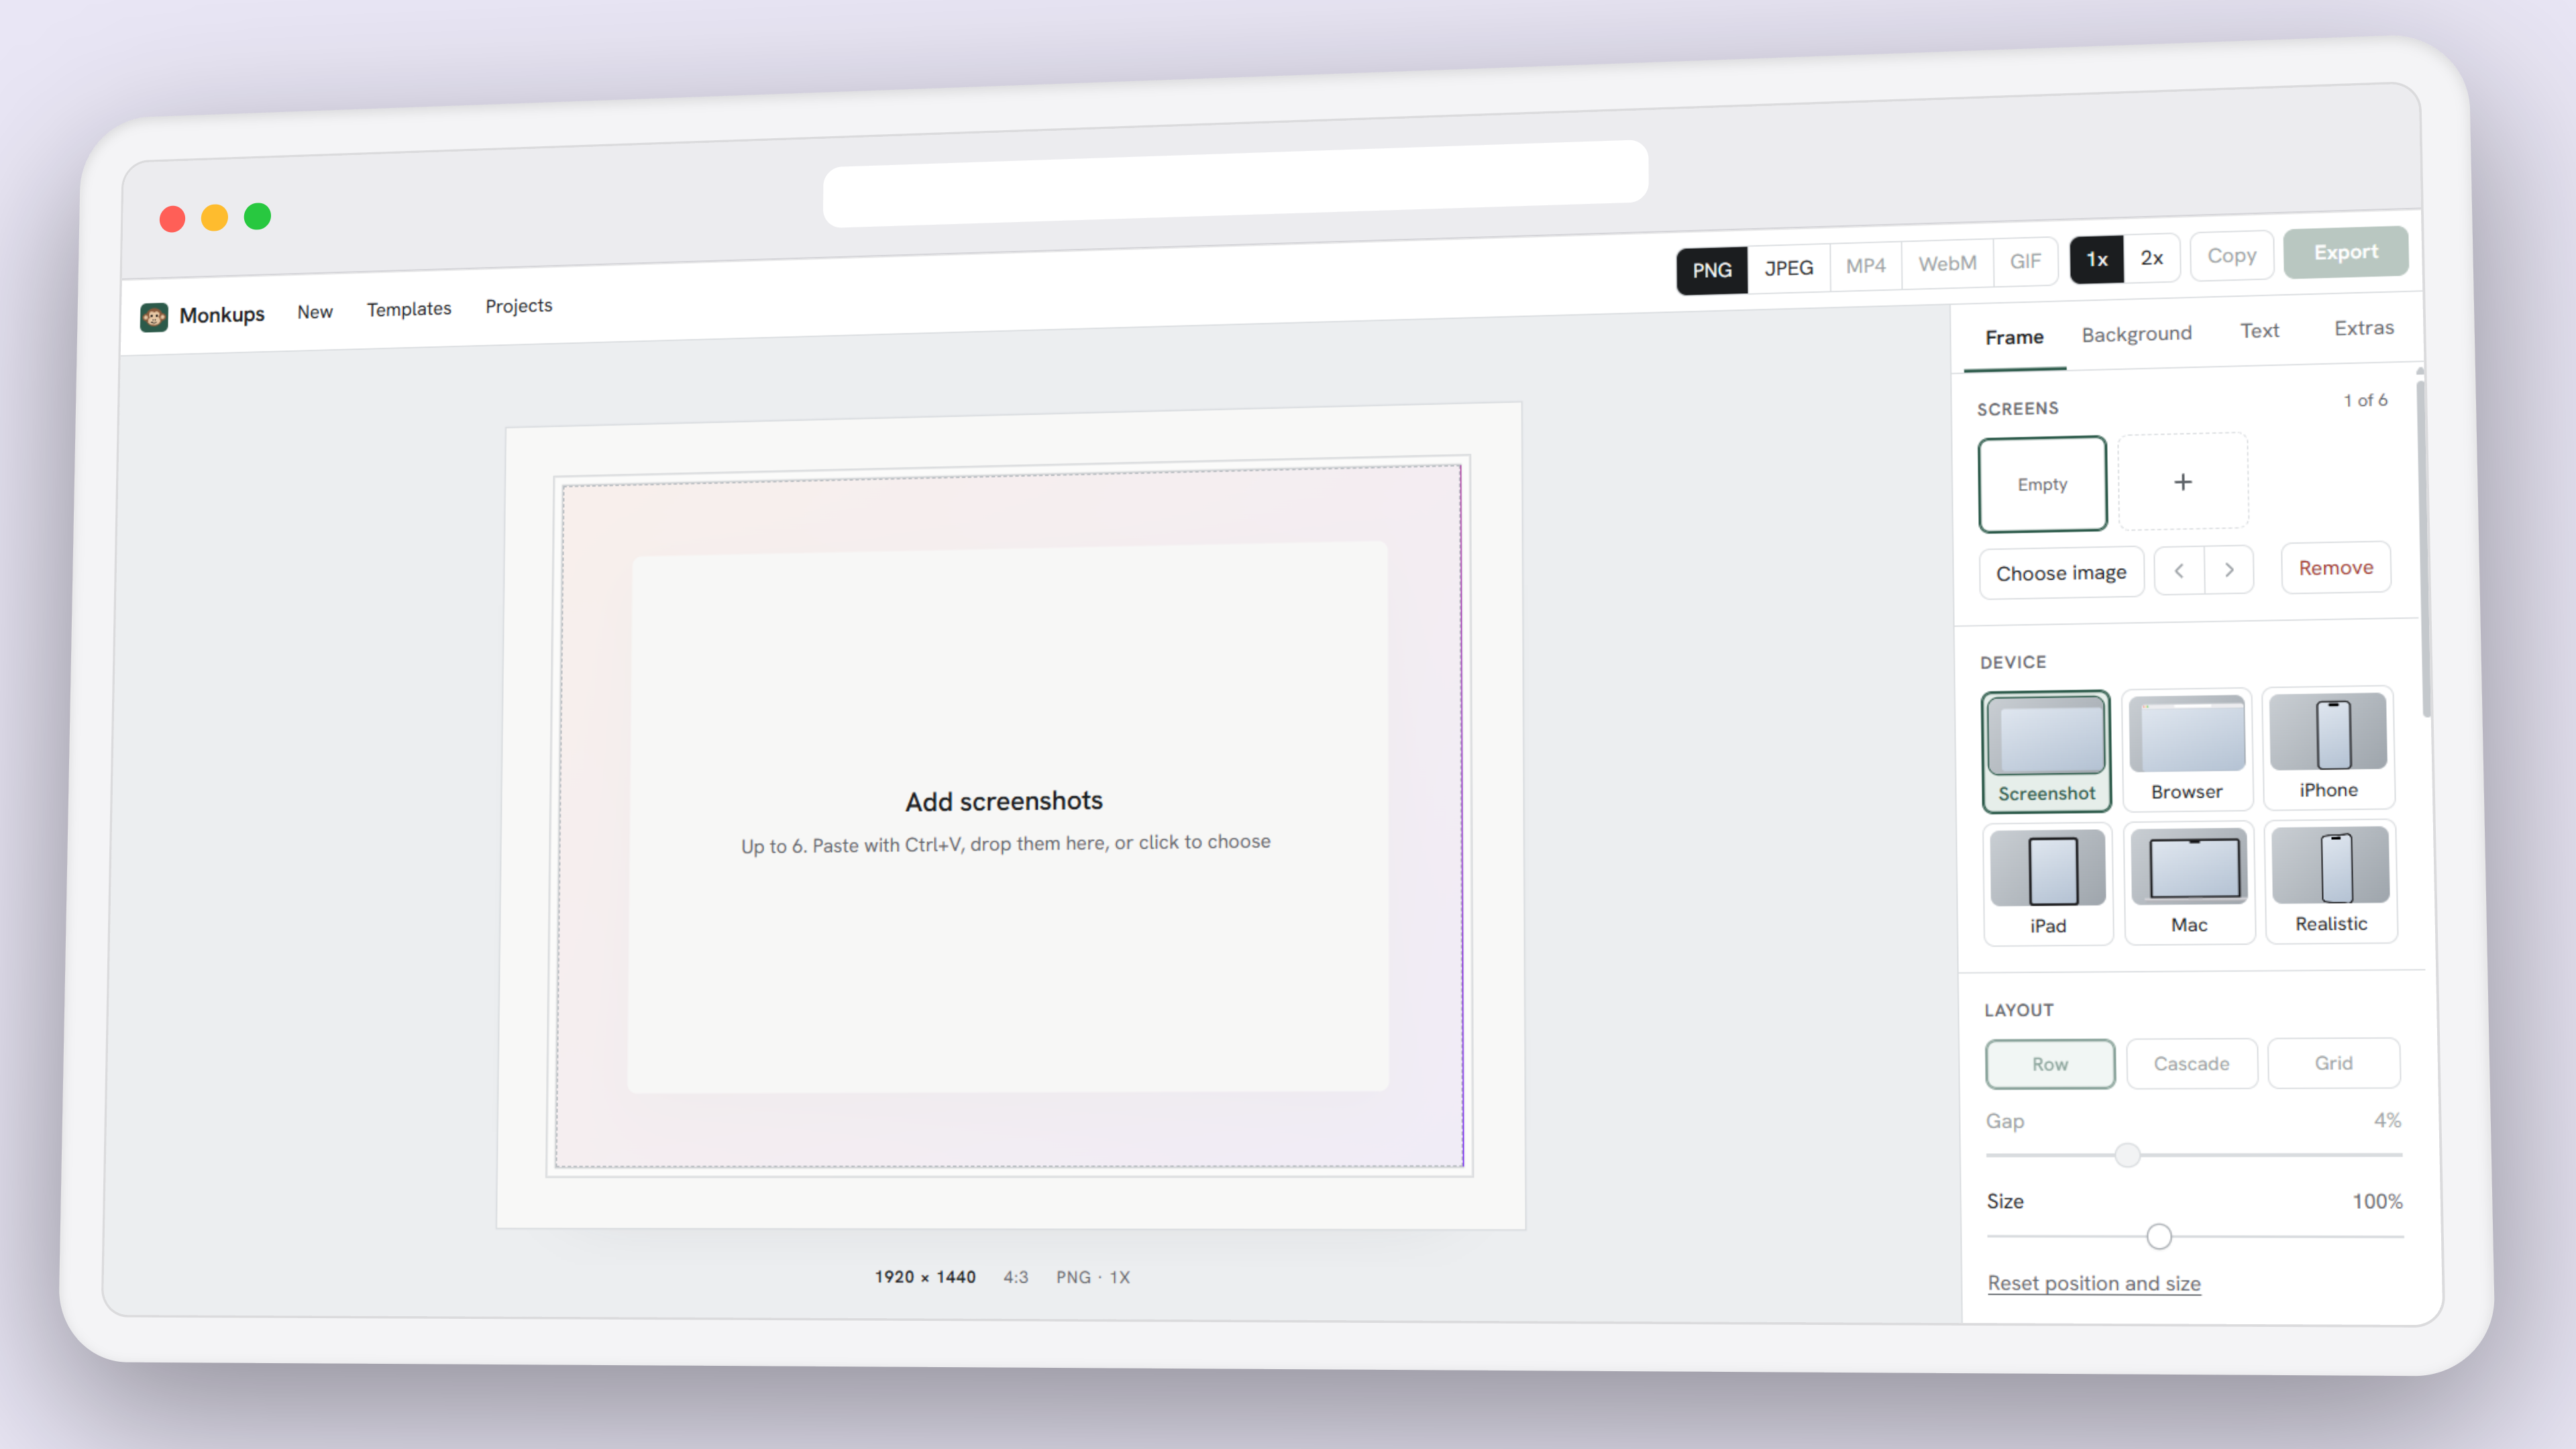 Monkups New Templates Projects PNG JPEG MP4 WebM GIF 1x 2x Copy Export
Frame Background Text Extras
SCREENS 1 of 6
Empty +
Choose image Remove
DEVICE
Screenshot Browser iPhone
iPad Mac Realistic
LAYOUT
Row Cascade Grid
Gap 4%
Size 100%
Reset position and size
Add screenshots
Up to 6. Paste with Ctrl+V, drop them here, or click to choose
1920 × 1440 4:3 PNG · 1X